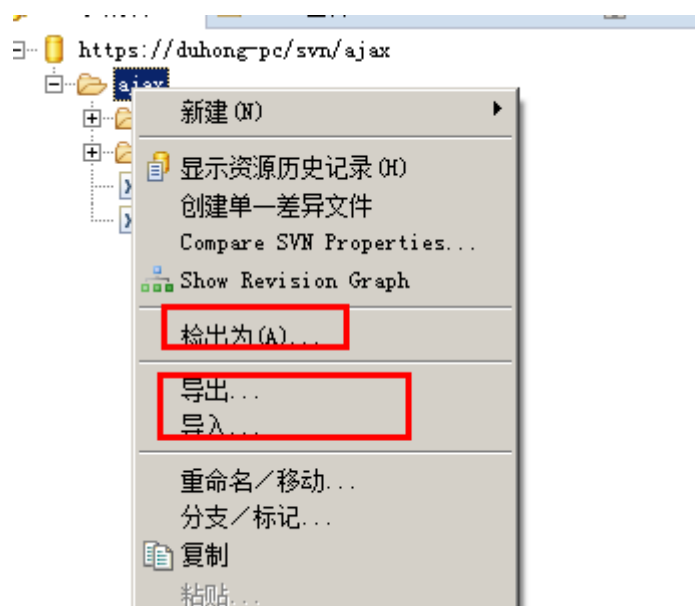 https://duhong-pc/svn/ajax
ajax
新建(N)
显示资源历史记录(H)
创建单一差异文件
Compare SVN Properties...
Show Revision Graph
检出为(A)...
导出...
导入...
重命名／移动...
分支／标记...
复制
粘贴...